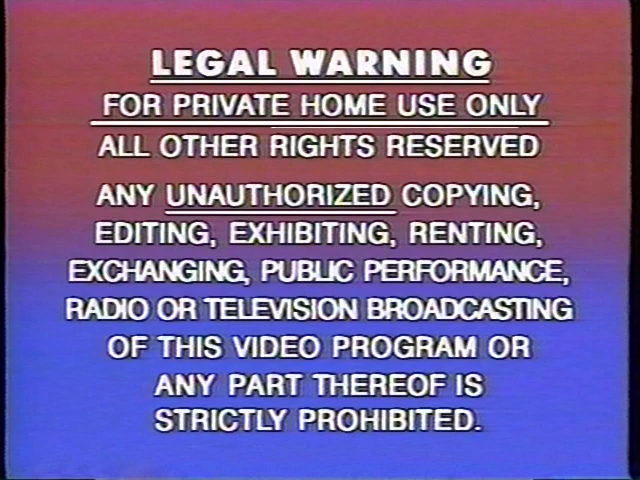 LEGAL WARNING
FOR PRIVATE HOME USE ONLY
ALL OTHER RIGHTS RESERVED
ANY UNAUTHORIZED COPYING,
EDITING, EXHIBITING, RENTING,
EXCHANGING, PUBLIC PERFORMANCE,
RADIO OR TELEVISION BROADCASTING
OF THIS VIDEO PROGRAM OR
ANY PART THEREOF IS
STRICTLY PROHIBITED.